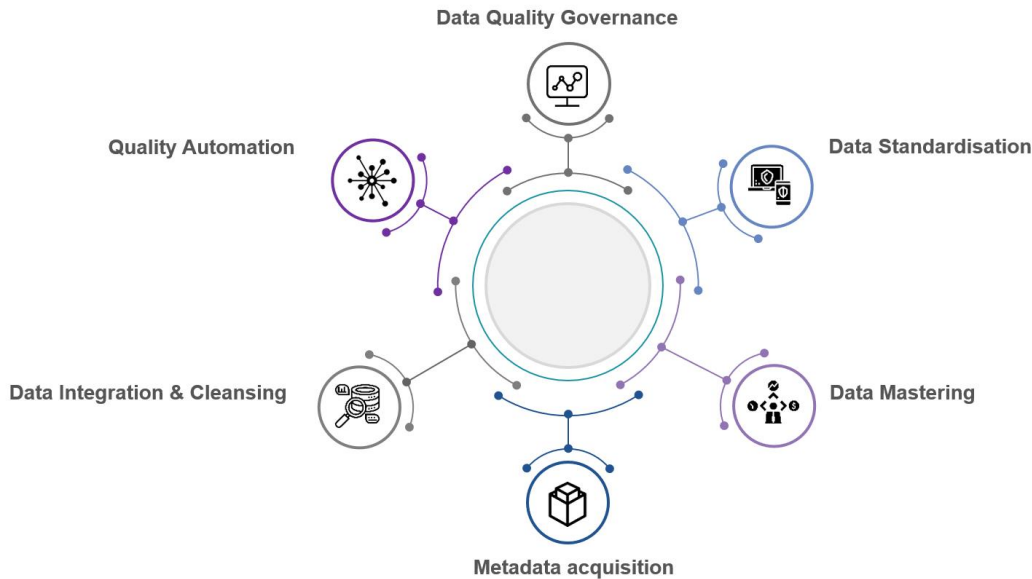 Data Quality Governance
Quality Automation
Data Standardisation
Data Integration & Cleansing
Data Mastering
Metadata acquisition